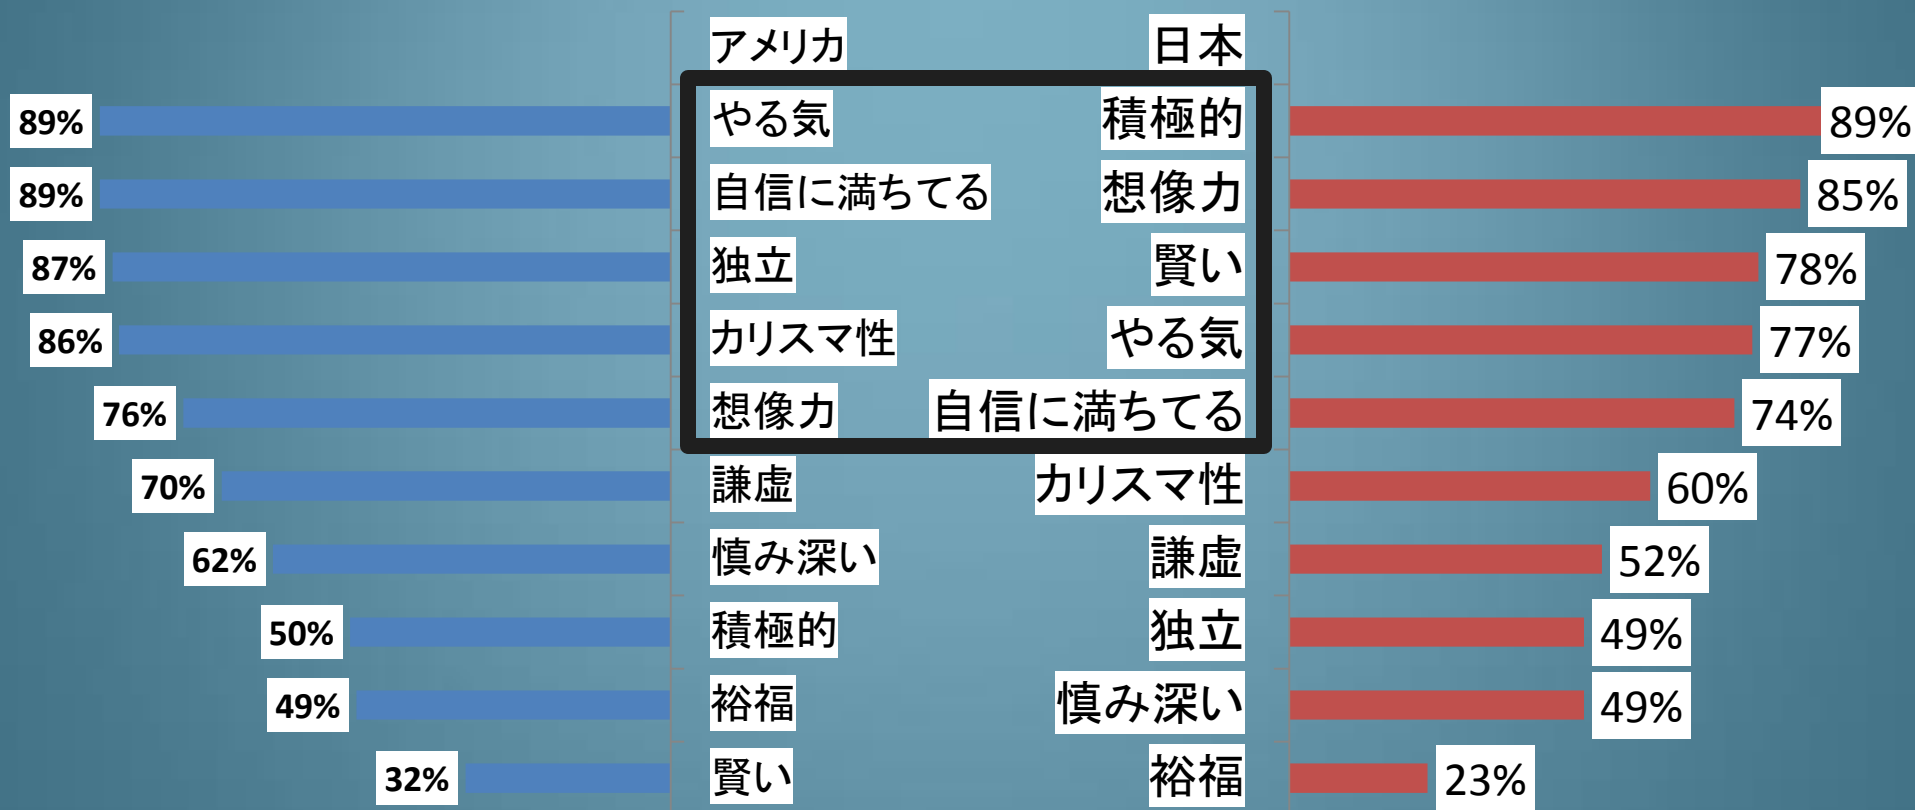 アメリカ 日本
89% やる気 積極的 89%
89% 自信に満ちてる 想像力 85%
87% 独立 賢い 78%
86% カリスマ性 やる気 77%
76% 想像力 自信に満ちてる 74%
70% 謙虚 カリスマ性 60%
62% 慎み深い 謙虚 52%
50% 積極的 独立 49%
49% 裕福 慎み深い 49%
32% 賢い 裕福 23%